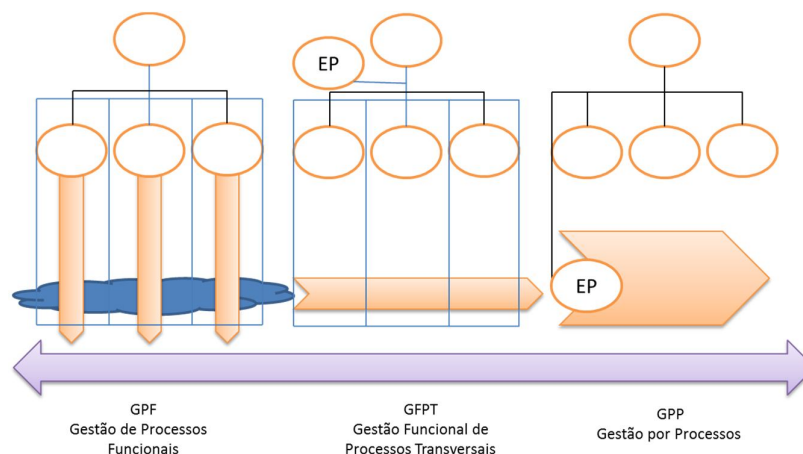 EP
EP
GPF
Gestão de Processos
Funcionais
GFPT
Gestão Funcional de
Processos Transversais
GPP
Gestão por Processos